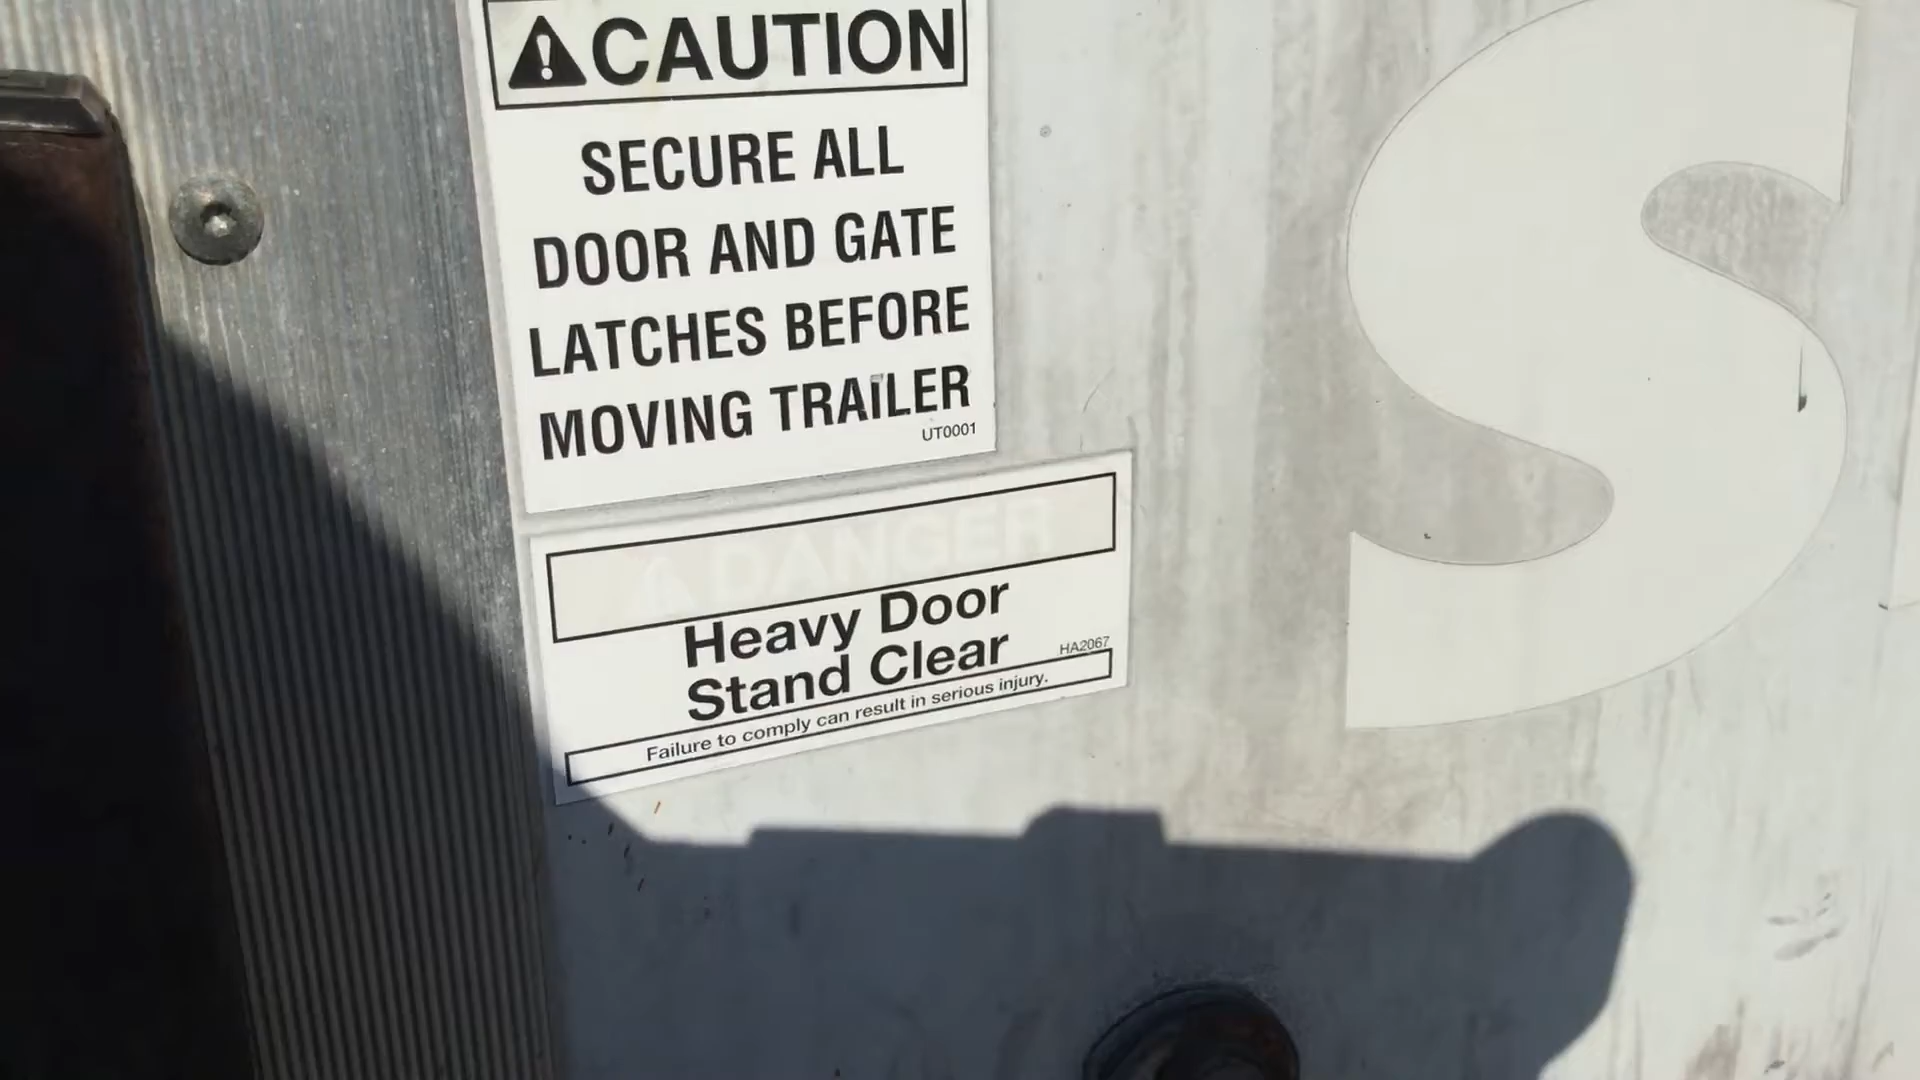 CAUTION
SECURE ALL
DOOR AND GATE
LATCHES BEFORE
MOVING TRAILER
UT0001
DANGER
Heavy Door
Stand Clear
HA2067
Failure to comply can result in serious injury.
S